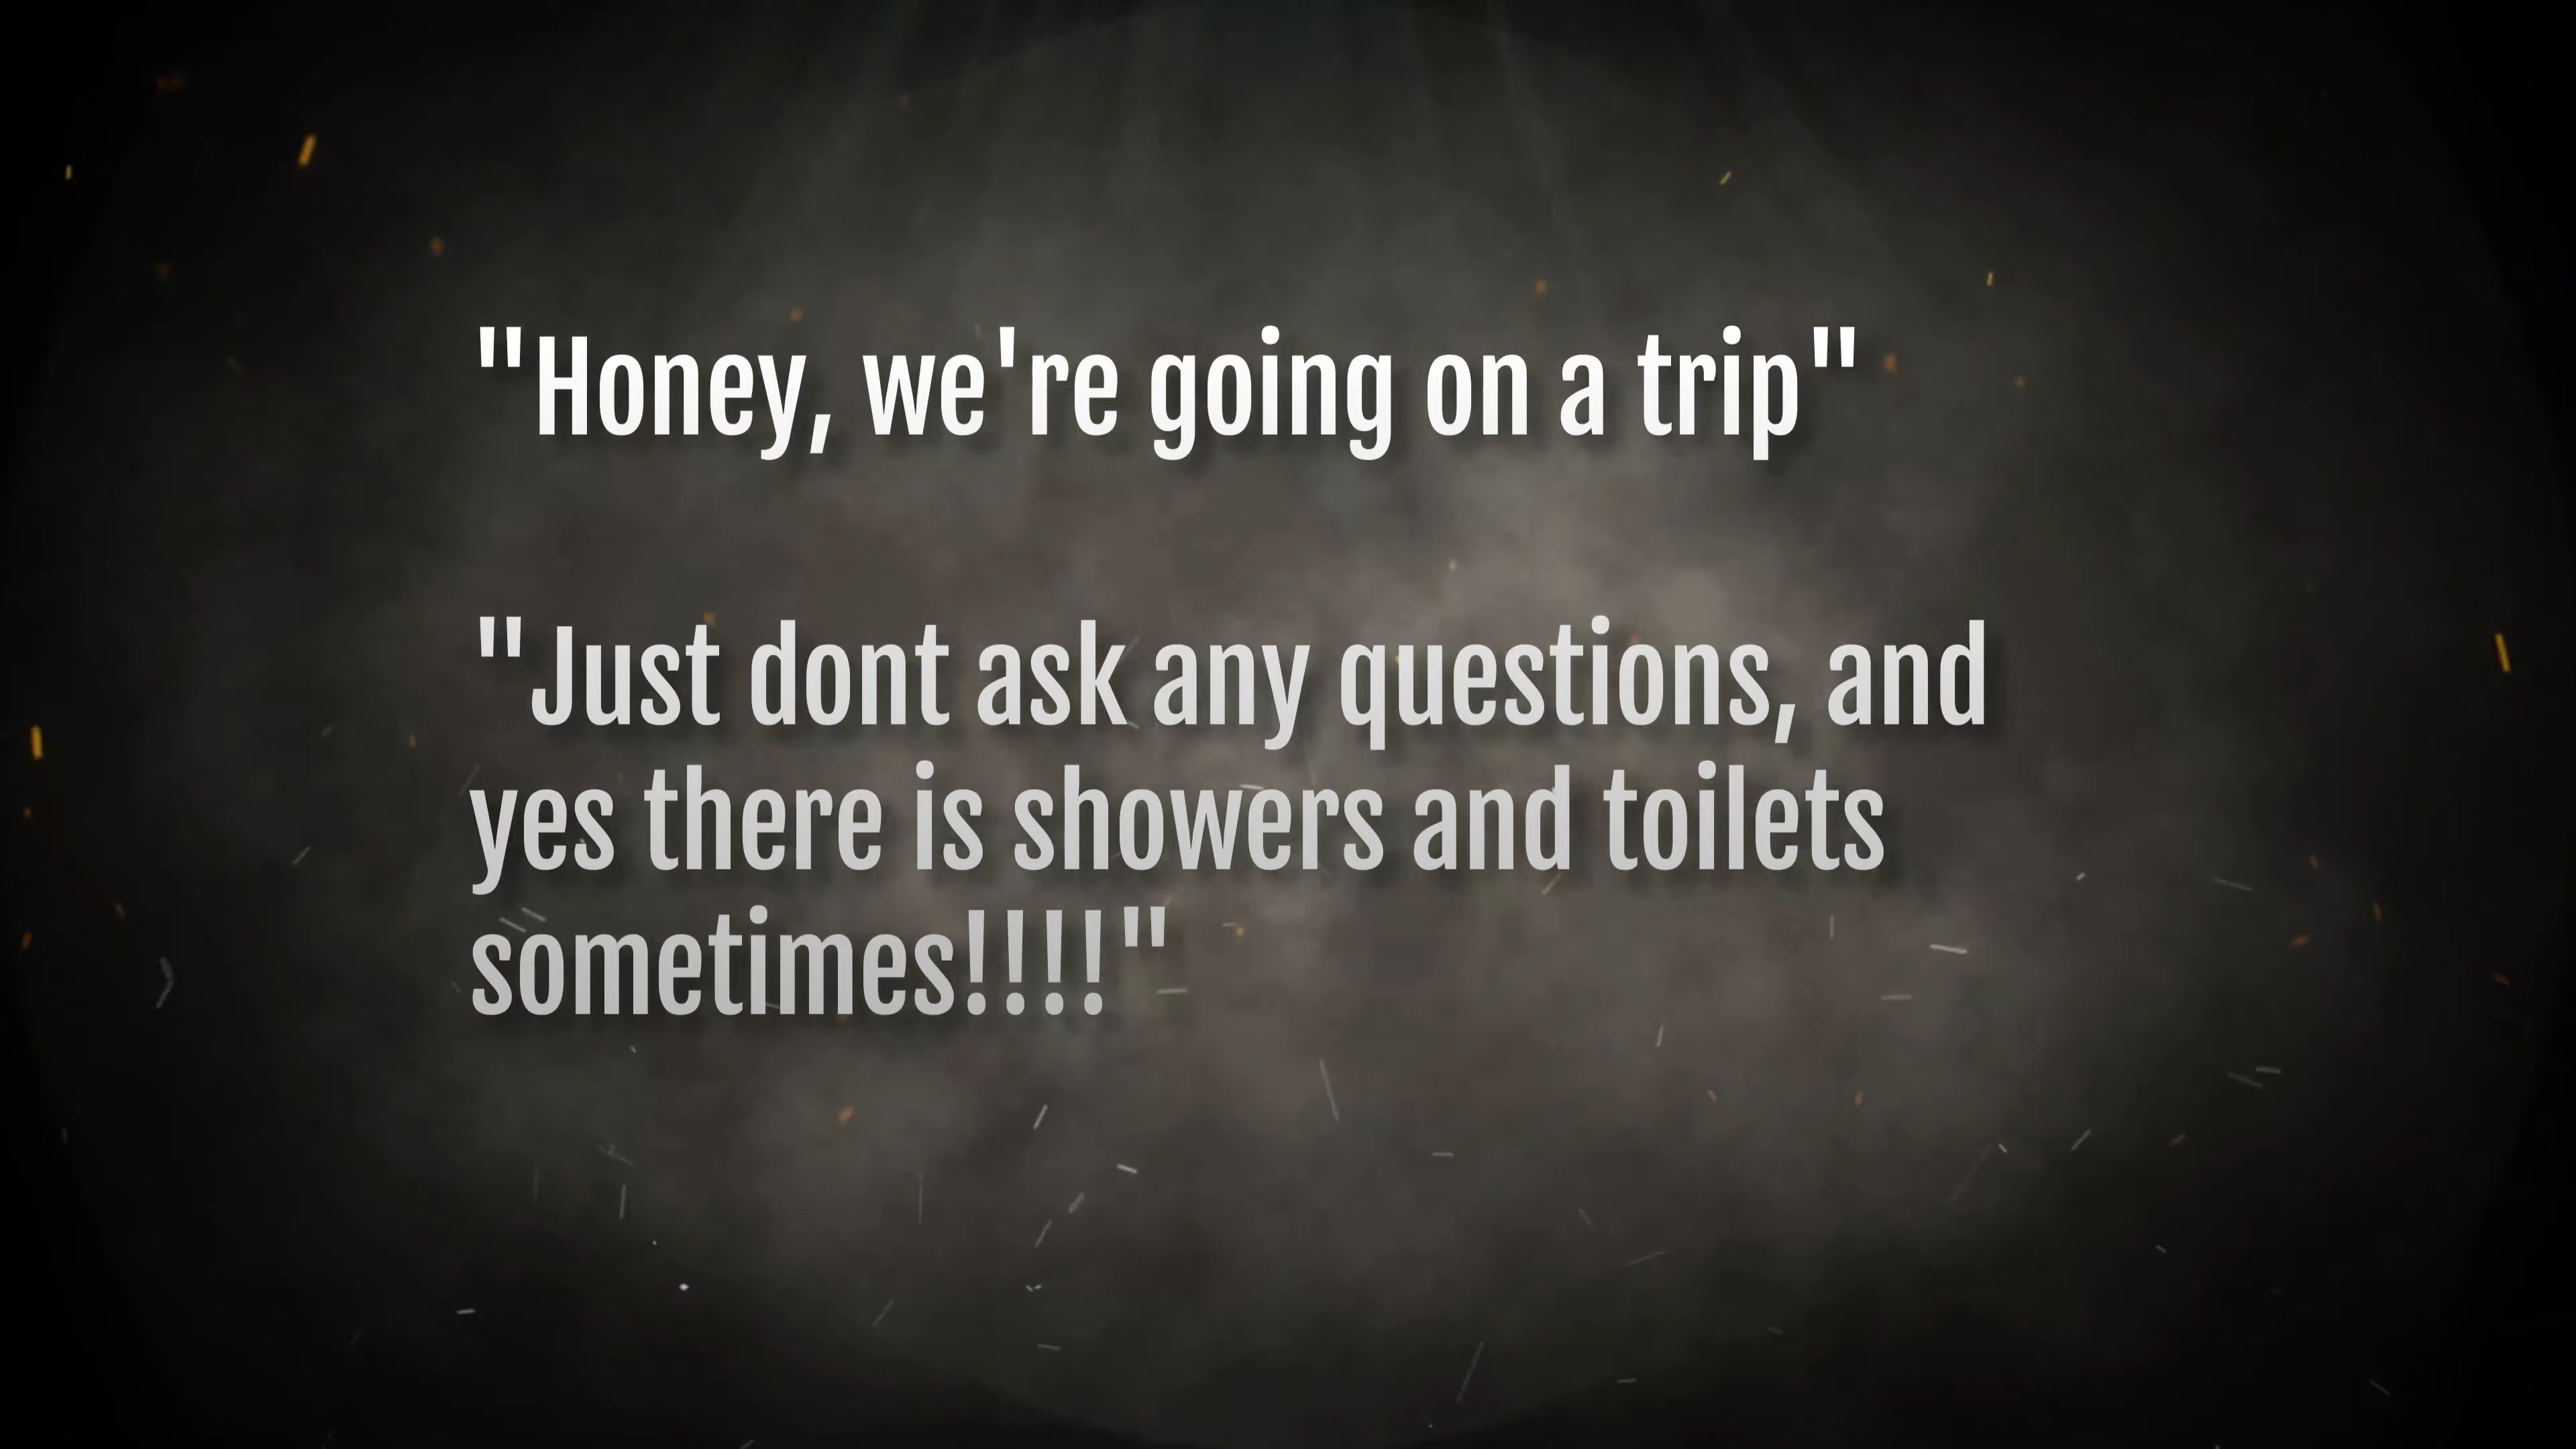 "Honey, we're going on a trip"
"Just dont ask any questions, and
yes there is showers and toilets
sometimes!!!!"